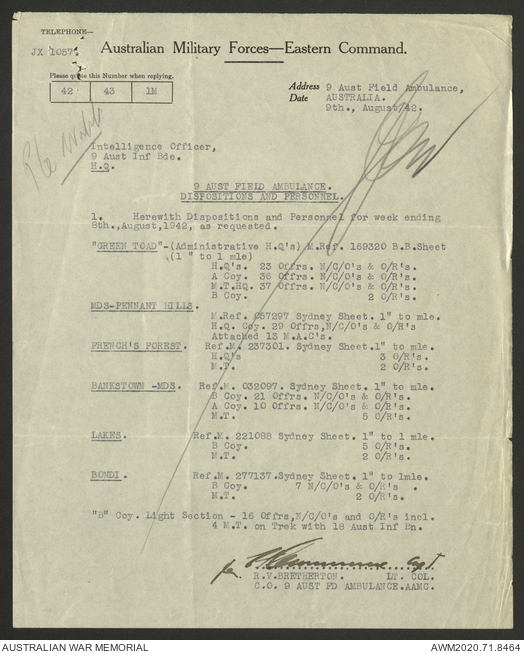 TELEPHONE—
JX 1057
Australian Military Forces—Eastern Command.
Please quote this Number when replying.
42 43 1M
Address 9 Aust Field Ambulance,
Date AUSTRALIA.
9th., August/42.
Intelligence Officer,
9 Aust Inf Bde.
H.Q.
9 AUST FIELD AMBULANCE.
DISPOSITIONS AND PERSONNEL.
1. Herewith Dispositions and Personnel for week ending
8th.,August,1942, as requested.
"GREEN TOAD"-(Administrative H.Q's) M.Ref. 169320 B.B.Sheet
(1 " to 1 mle)
H.Q's. 23 Offrs. N/C/O's & O/R's.
A Coy. 36 Offrs. N/C/O's & O/R's.
M.T.HQ. 37 Offrs. N/C/O's & O/R's.
B Coy. 2 O/R's.
MDS-PENNANT HILLS.
M.Ref. 057297 Sydney Sheet. 1" to mle.
H.Q. Coy. 29 Offrs,N/C/O's & O/R's
Attached 13 M.A.C's.
FRENCH'S FOREST. Ref.M. 237301. Sydney Sheet.1" to mle.
H.Q's 3 O/R's.
M.T. 2 O/R's.
BANKSTOWN -MDS. Ref.M. 032097. Sydney Sheet. 1" to mle.
B Coy. 21 Offrs. N/C/O's & O/R's.
A Coy. 10 Offrs. N/C/O's & O/R's.
M.T. 5 O/R's.
LAKES. Ref.M. 221088 Sydney Sheet. 1" to 1 mle.
B Coy. 5 O/R's.
M.T. 2 O/R's.
BONDI. Ref.M. 277137.Sydney Sheet. 1" to 1mle.
B Coy. 7 N/C/O's & O/R's .
M.T. 2 O/R's.
"B" Coy. Light Section - 16 Offrs,N/C/O's and O/R's incl.
4 M.T. on Trek with 18 Aust Inf Bn.
for Capt
R.V.BRETHERTON. LT. COL.
C.O. 9 AUST FD AMBULANCE.AAMC.
AUSTRALIAN WAR MEMORIAL
AWM2020.71.8464